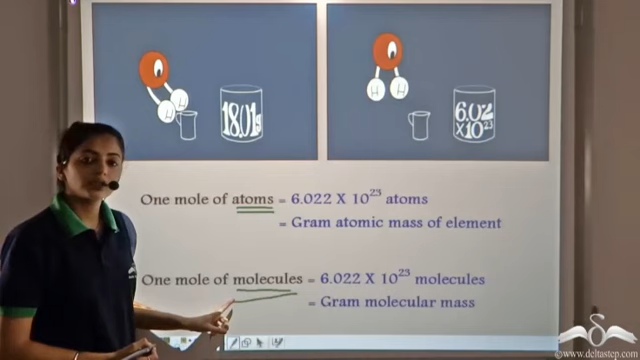 H H
18.01g
H H
6.02
X10²³
One mole of atoms = 6.022 X 10²³ atoms
= Gram atomic mass of element
One mole of molecules = 6.022 X 10²³ molecules
= Gram molecular mass
©www.deltastep.com